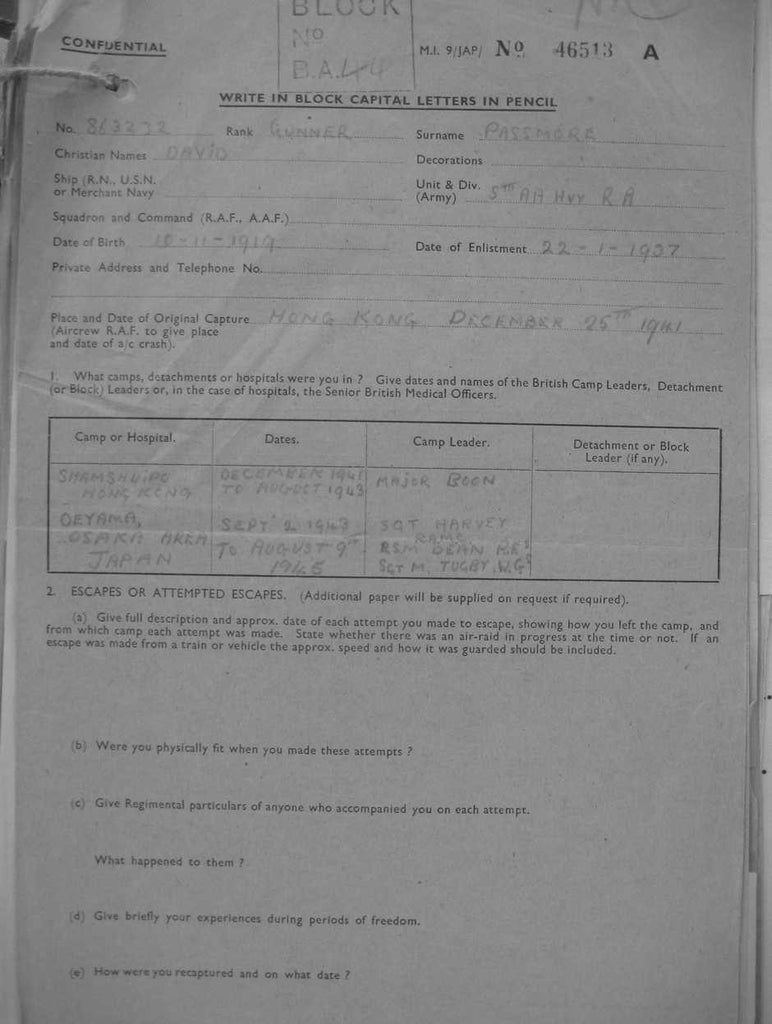 BLOCK
NO
B.A.44
CONFIDENTIAL
M.I. 9/JAP/ No. 46513 A
WRITE IN BLOCK CAPITAL LETTERS IN PENCIL
No. 863232 Rank GUNNER Surname PASSMORE
Christian Names DAVID Decorations
Ship (R.N., U.S.N. or Merchant Navy
Unit & Div. (Army) 5TH AA HVY R A
Squadron and Command (R.A.F., A.A.F.)
Date of Birth 10-11-1919 Date of Enlistment 22-1-1937
Private Address and Telephone No.
Place and Date of Original Capture HONG KONG DECEMBER 25TH 1941
(Aircrew R.A.F. to give place
and date of a/c crash).
1. What camps, detachments or hospitals were you in ? Give dates and names of the British Camp Leaders, Detachment
(or Block) Leaders or, in the case of hospitals, the Senior British Medical Officers.
Camp or Hospital. Dates. Camp Leader. Detachment or Block Leader (if any).
SHAMSHUIPO DECEMBER 1941 MAJOR BOON
HONG KONG TO AUGUST 1943
OEYAMA, SEPT 2 1943 SGT HARVEY RAMC
OSAKA AREA TO AUGUST 9TH RSM DEAN R.E'S
JAPAN 1945 SGT M. TUGBY. W.G'S
2. ESCAPES OR ATTEMPTED ESCAPES. (Additional paper will be supplied on request if required).
(a) Give full description and approx. date of each attempt you made to escape, showing how you left the camp, and
from which camp each attempt was made. State whether there was an air-raid in progress at the time or not. If an
escape was made from a train or vehicle the approx. speed and how it was guarded should be included.
(b) Were you physically fit when you made these attempts ?
(c) Give Regimental particulars of anyone who accompanied you on each attempt.
What happened to them ?
(d) Give briefly your experiences during periods of freedom.
(e) How were you recaptured and on what date ?